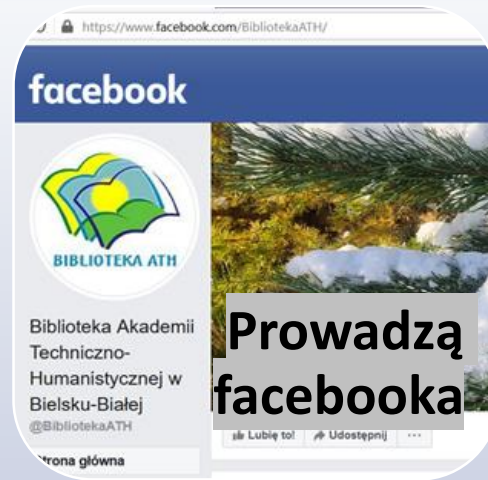 https://www.facebook.com/BibliotekaATH/
facebook
BIBLIOTEKA ATH
Biblioteka Akademii
Techniczno-
Humanistycznej w
Bielsku-Białej
@BibliotekaATH
Prowadzą
facebooka
Lubię to! Udostępnij ...
Strona główna